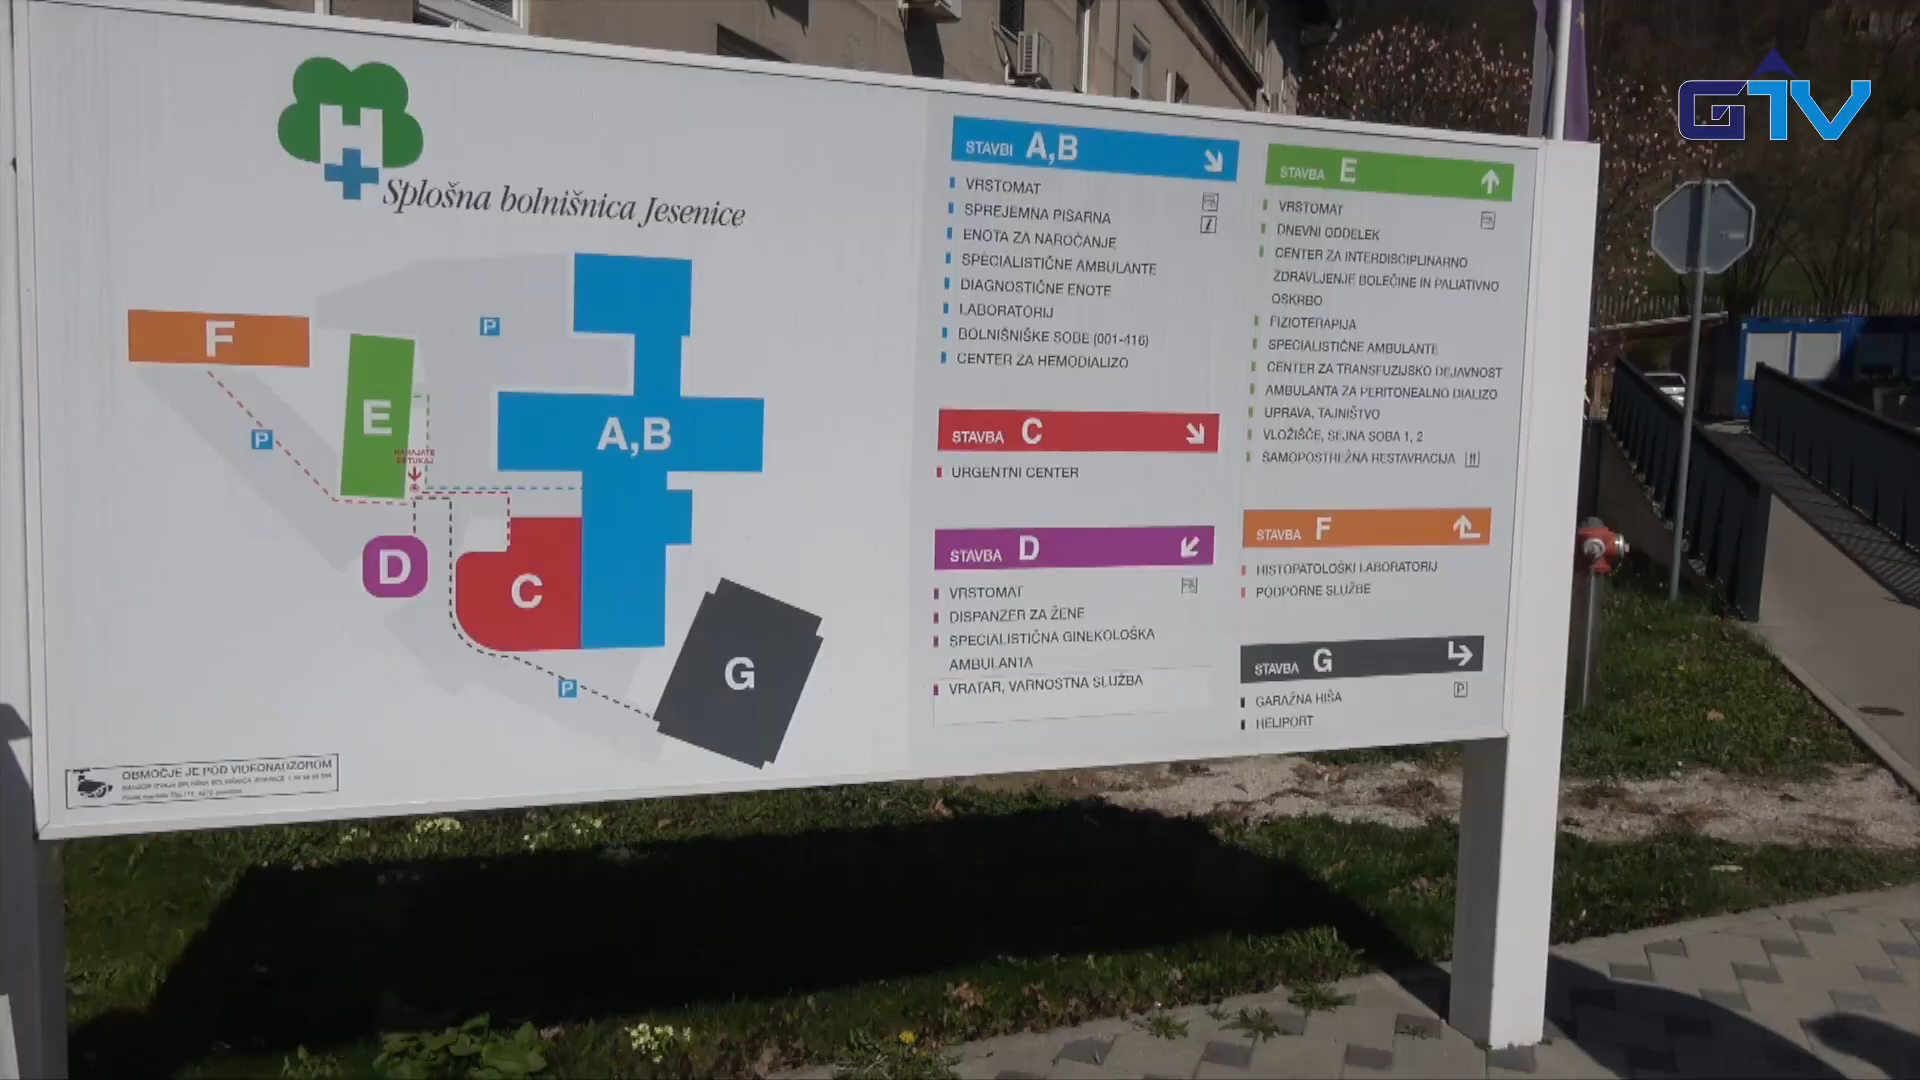 GTV
H
Splošna bolnišnica Jesenice
F
E
P
P
A,B
NAHAJATE
SE TUKAJ
D
C
G
P
OBMOČJE JE POD VIDEONADZOROM
STAVBI A,B
VRSTOMAT
SPREJEMNA PISARNA
i
ENOTA ZA NAROČANJE
SPECIALISTIČNE AMBULANTE
DIAGNOSTIČNE ENOTE
LABORATORIJ
BOLNIŠNIŠKE SOBE (001-416)
CENTER ZA HEMODIALIZO
STAVBA C
URGENTNI CENTER
STAVBA D
VRSTOMAT
DISPANZER ZA ŽENE
SPECIALISTIČNA GINEKOLOŠKA
AMBULANTA
VRATAR, VARNOSTNA SLUŽBA
STAVBA E
VRSTOMAT
DNEVNI ODDELEK
CENTER ZA INTERDISCIPLINARNO
ZDRAVLJENJE BOLEČINE IN PALIATIVNO
OSKRBO
FIZIOTERAPIJA
SPECIALISTIČNE AMBULANTE
CENTER ZA TRANSFUZIJSKO DEJAVNOST
AMBULANTA ZA PERITONEALNO DIALIZO
UPRAVA, TAJNIŠTVO
VLOŽIŠČE, SEJNA SOBA 1, 2
SAMOPOSTREŽNA RESTAVRACIJA
STAVBA F
HISTOPATOLOŠKI LABORATORIJ
PODPORNE SLUŽBE
STAVBA G
GARAŽNA HIŠA
P
HELIPORT